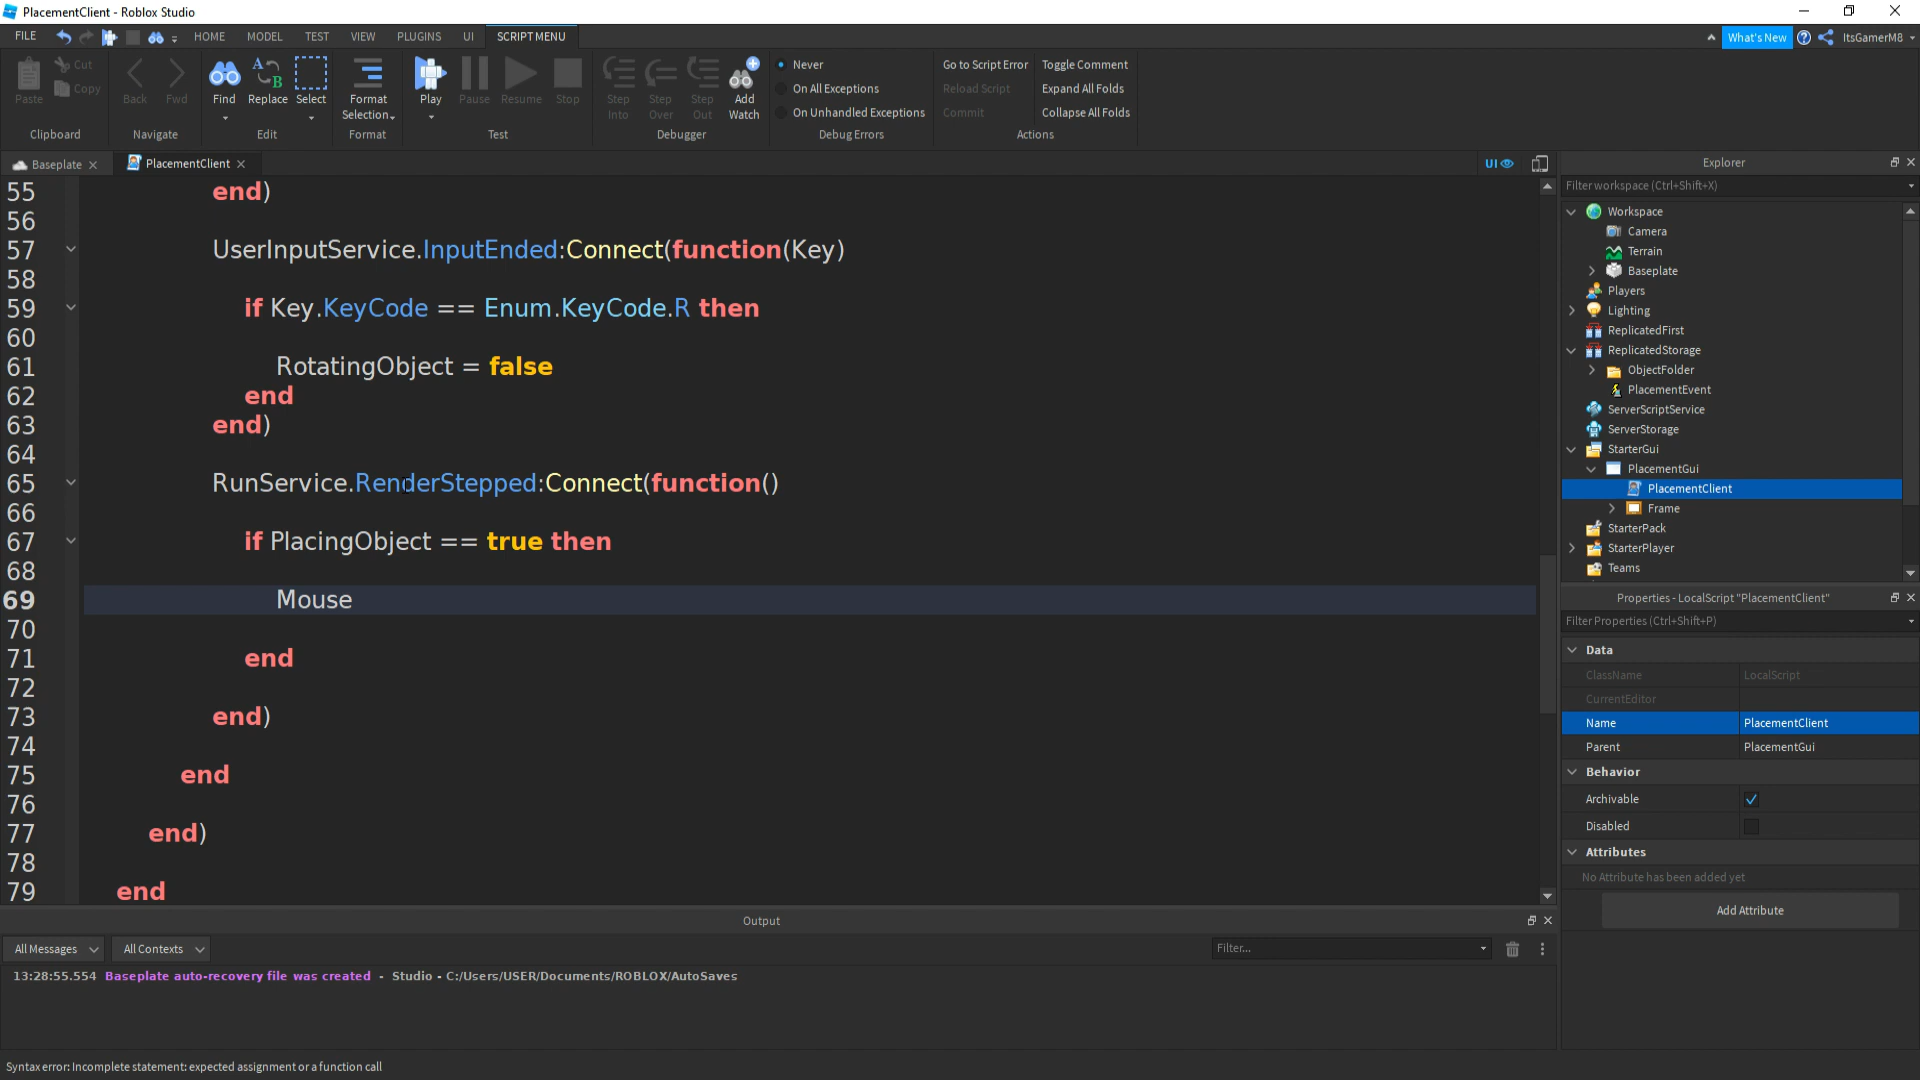 PlacementClient - Roblox Studio
FILE HOME MODEL TEST VIEW PLUGINS UI SCRIPT MENU What's New ItsGamerM8
Paste Cut Copy Back Fwd Find Replace Select Format Selection Play Pause Resume Stop Step Into Step Over Step Out Add Watch
Never
On All Exceptions
On Unhandled Exceptions
Go to Script Error
Reload Script
Commit
Toggle Comment
Expand All Folds
Collapse All Folds
Clipboard Navigate Edit Format Test Debugger Debug Errors Actions
Baseplate PlacementClient UI
55 end)
56
57 UserInputService.InputEnded:Connect(function(Key)
58
59 if Key.KeyCode == Enum.KeyCode.R then
60
61 RotatingObject = false
62 end
63 end)
64
65 RunService.RenderStepped:Connect(function()
66
67 if PlacingObject == true then
68
69 Mouse
70
71 end
72
73 end)
74
75 end
76
77 end)
78
79 end
Explorer
Filter workspace (Ctrl+Shift+X)
Workspace
Camera
Terrain
Baseplate
Players
Lighting
ReplicatedFirst
ReplicatedStorage
ObjectFolder
PlacementEvent
ServerScriptService
ServerStorage
StarterGui
PlacementGui
PlacementClient
Frame
StarterPack
StarterPlayer
Teams
Properties - LocalScript "PlacementClient"
Filter Properties (Ctrl+Shift+P)
Data
ClassName LocalScript
CurrentEditor
Name PlacementClient
Parent PlacementGui
Behavior
Archivable
Disabled
Attributes
No Attribute has been added yet
Add Attribute
Output
All Messages All Contexts Filter...
13:28:55.554 Baseplate auto-recovery file was created - Studio - C:/Users/USER/Documents/ROBLOX/AutoSaves
Syntax error: Incomplete statement: expected assignment or a function call